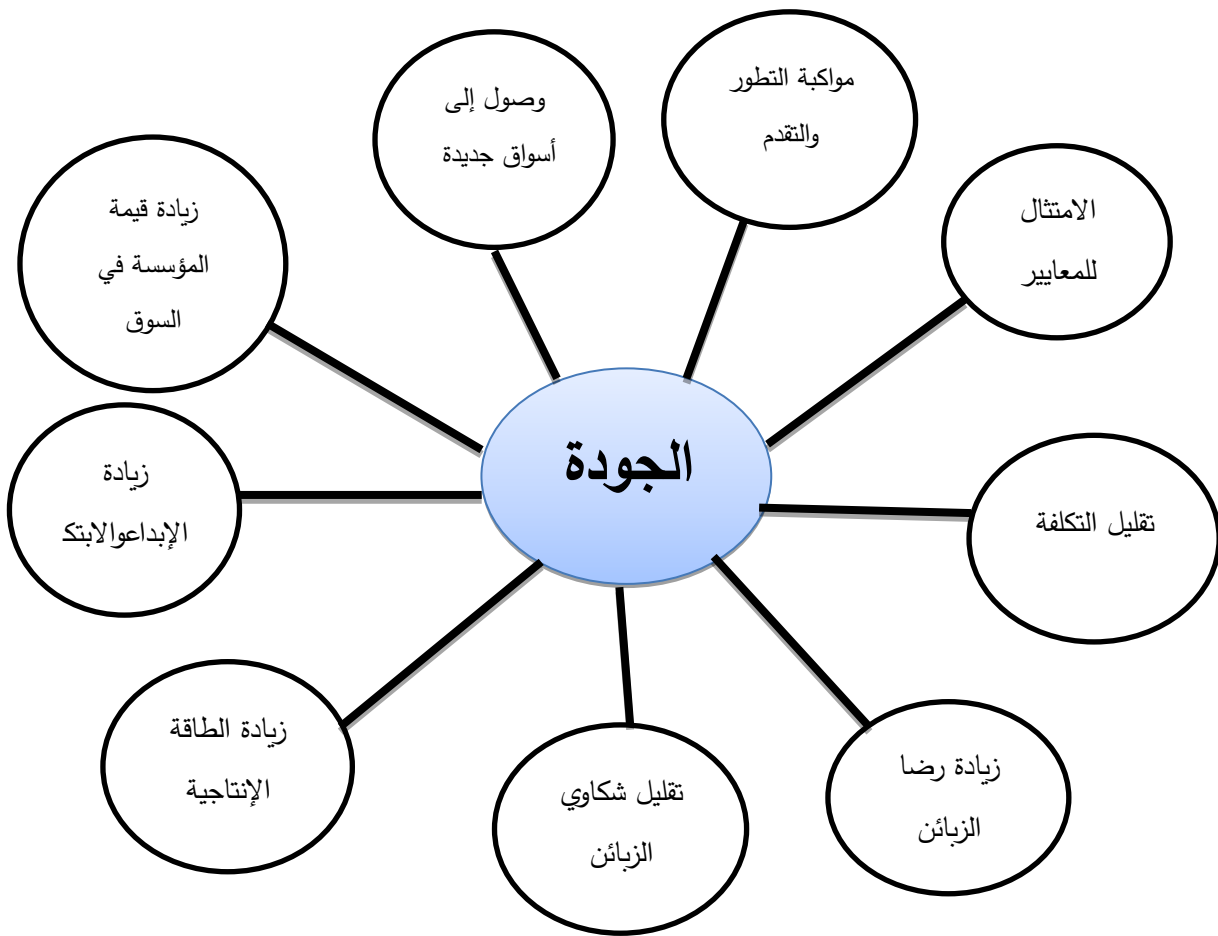 مواكبة التطور
والتقدم
وصول إلى
أسواق جديدة
الامتثال
للمعايير
زيادة قيمة
المؤسسة في
السوق
الجودة
زيادة
الإبداعوالابتك
تقليل التكلفة
زيادة الطاقة
الإنتاجية
تقليل شكاوي
الزبائن
زيادة رضا
الزبائن